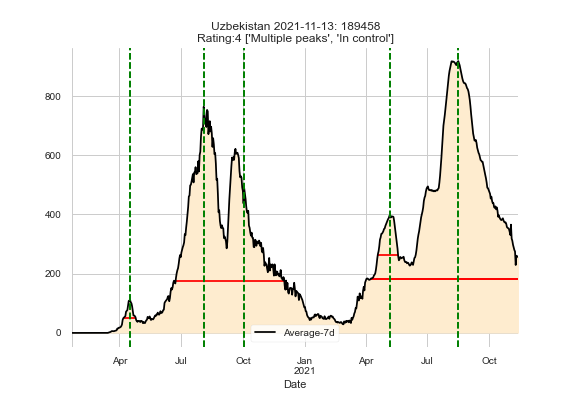 Uzbekistan 2021-11-13: 189458
Rating:4 ['Multiple peaks', 'In control']
800
600
400
200
0
Average-7d
Apr
Jul
Oct
Jan
2021
Apr
Jul
Oct
Date